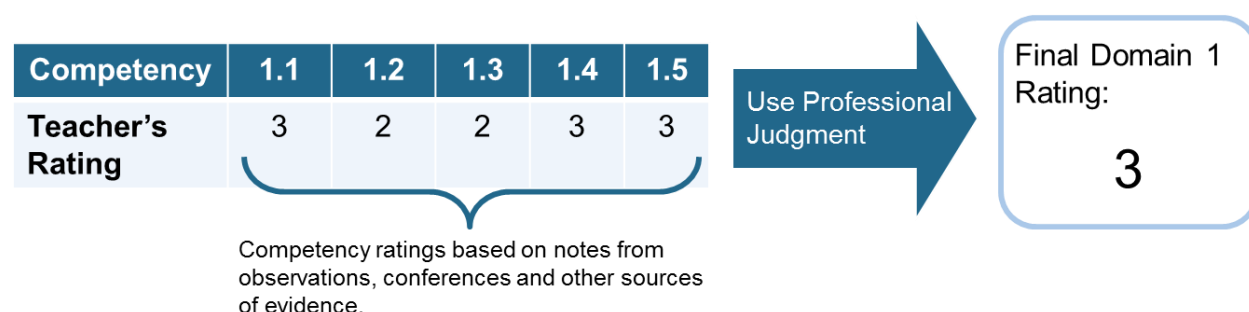 Competency 1.1 1.2 1.3 1.4 1.5
Teacher's
Rating 3 2 2 3 3
Competency ratings based on notes from
observations, conferences and other sources
of evidence.
Use Professional
Judgment
Final Domain 1
Rating:
3